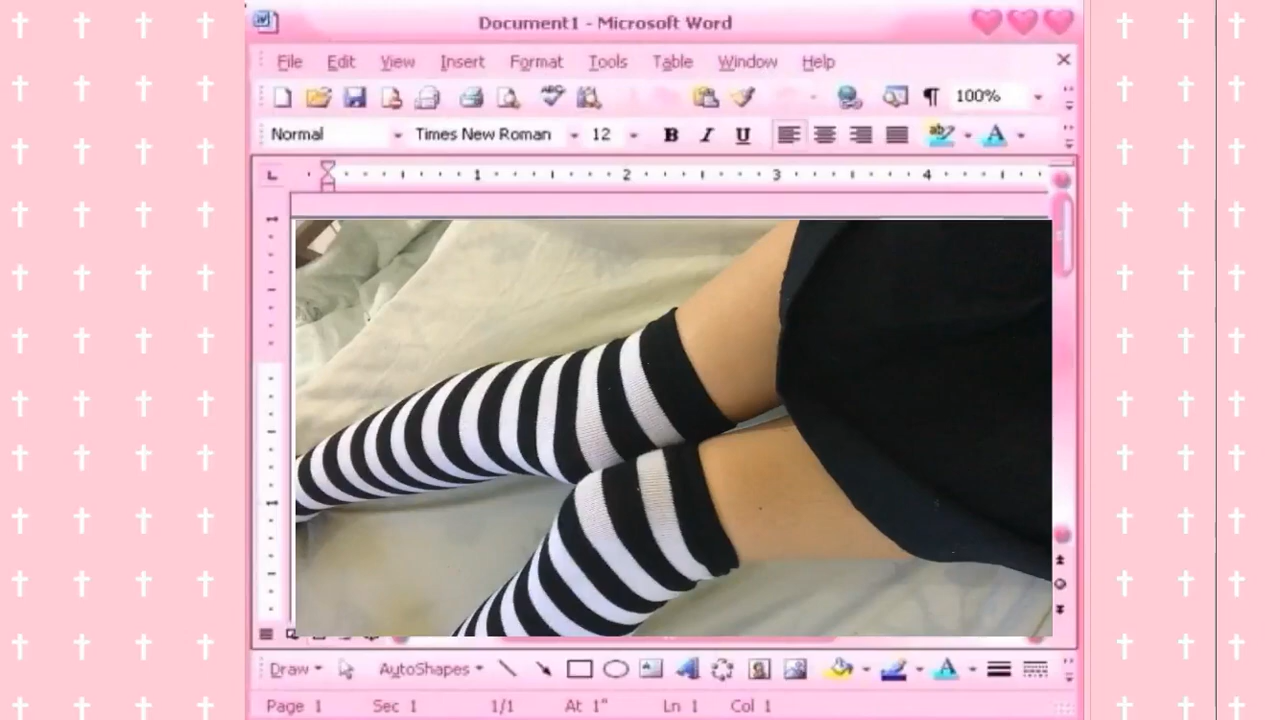 Document1 - Microsoft Word
File Edit View Insert Format Tools Table Window Help
100%
Normal Times New Roman 12 B I U A
1 2 3 4
Draw AutoShapes A
Page 1 Sec 1 1/1 At 1" Ln 1 Col 1